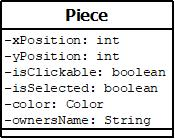 Piece
-xPosition: int
-yPosition: int
-isClickable: boolean
-isSelected: boolean
-color: Color
-ownersName: String